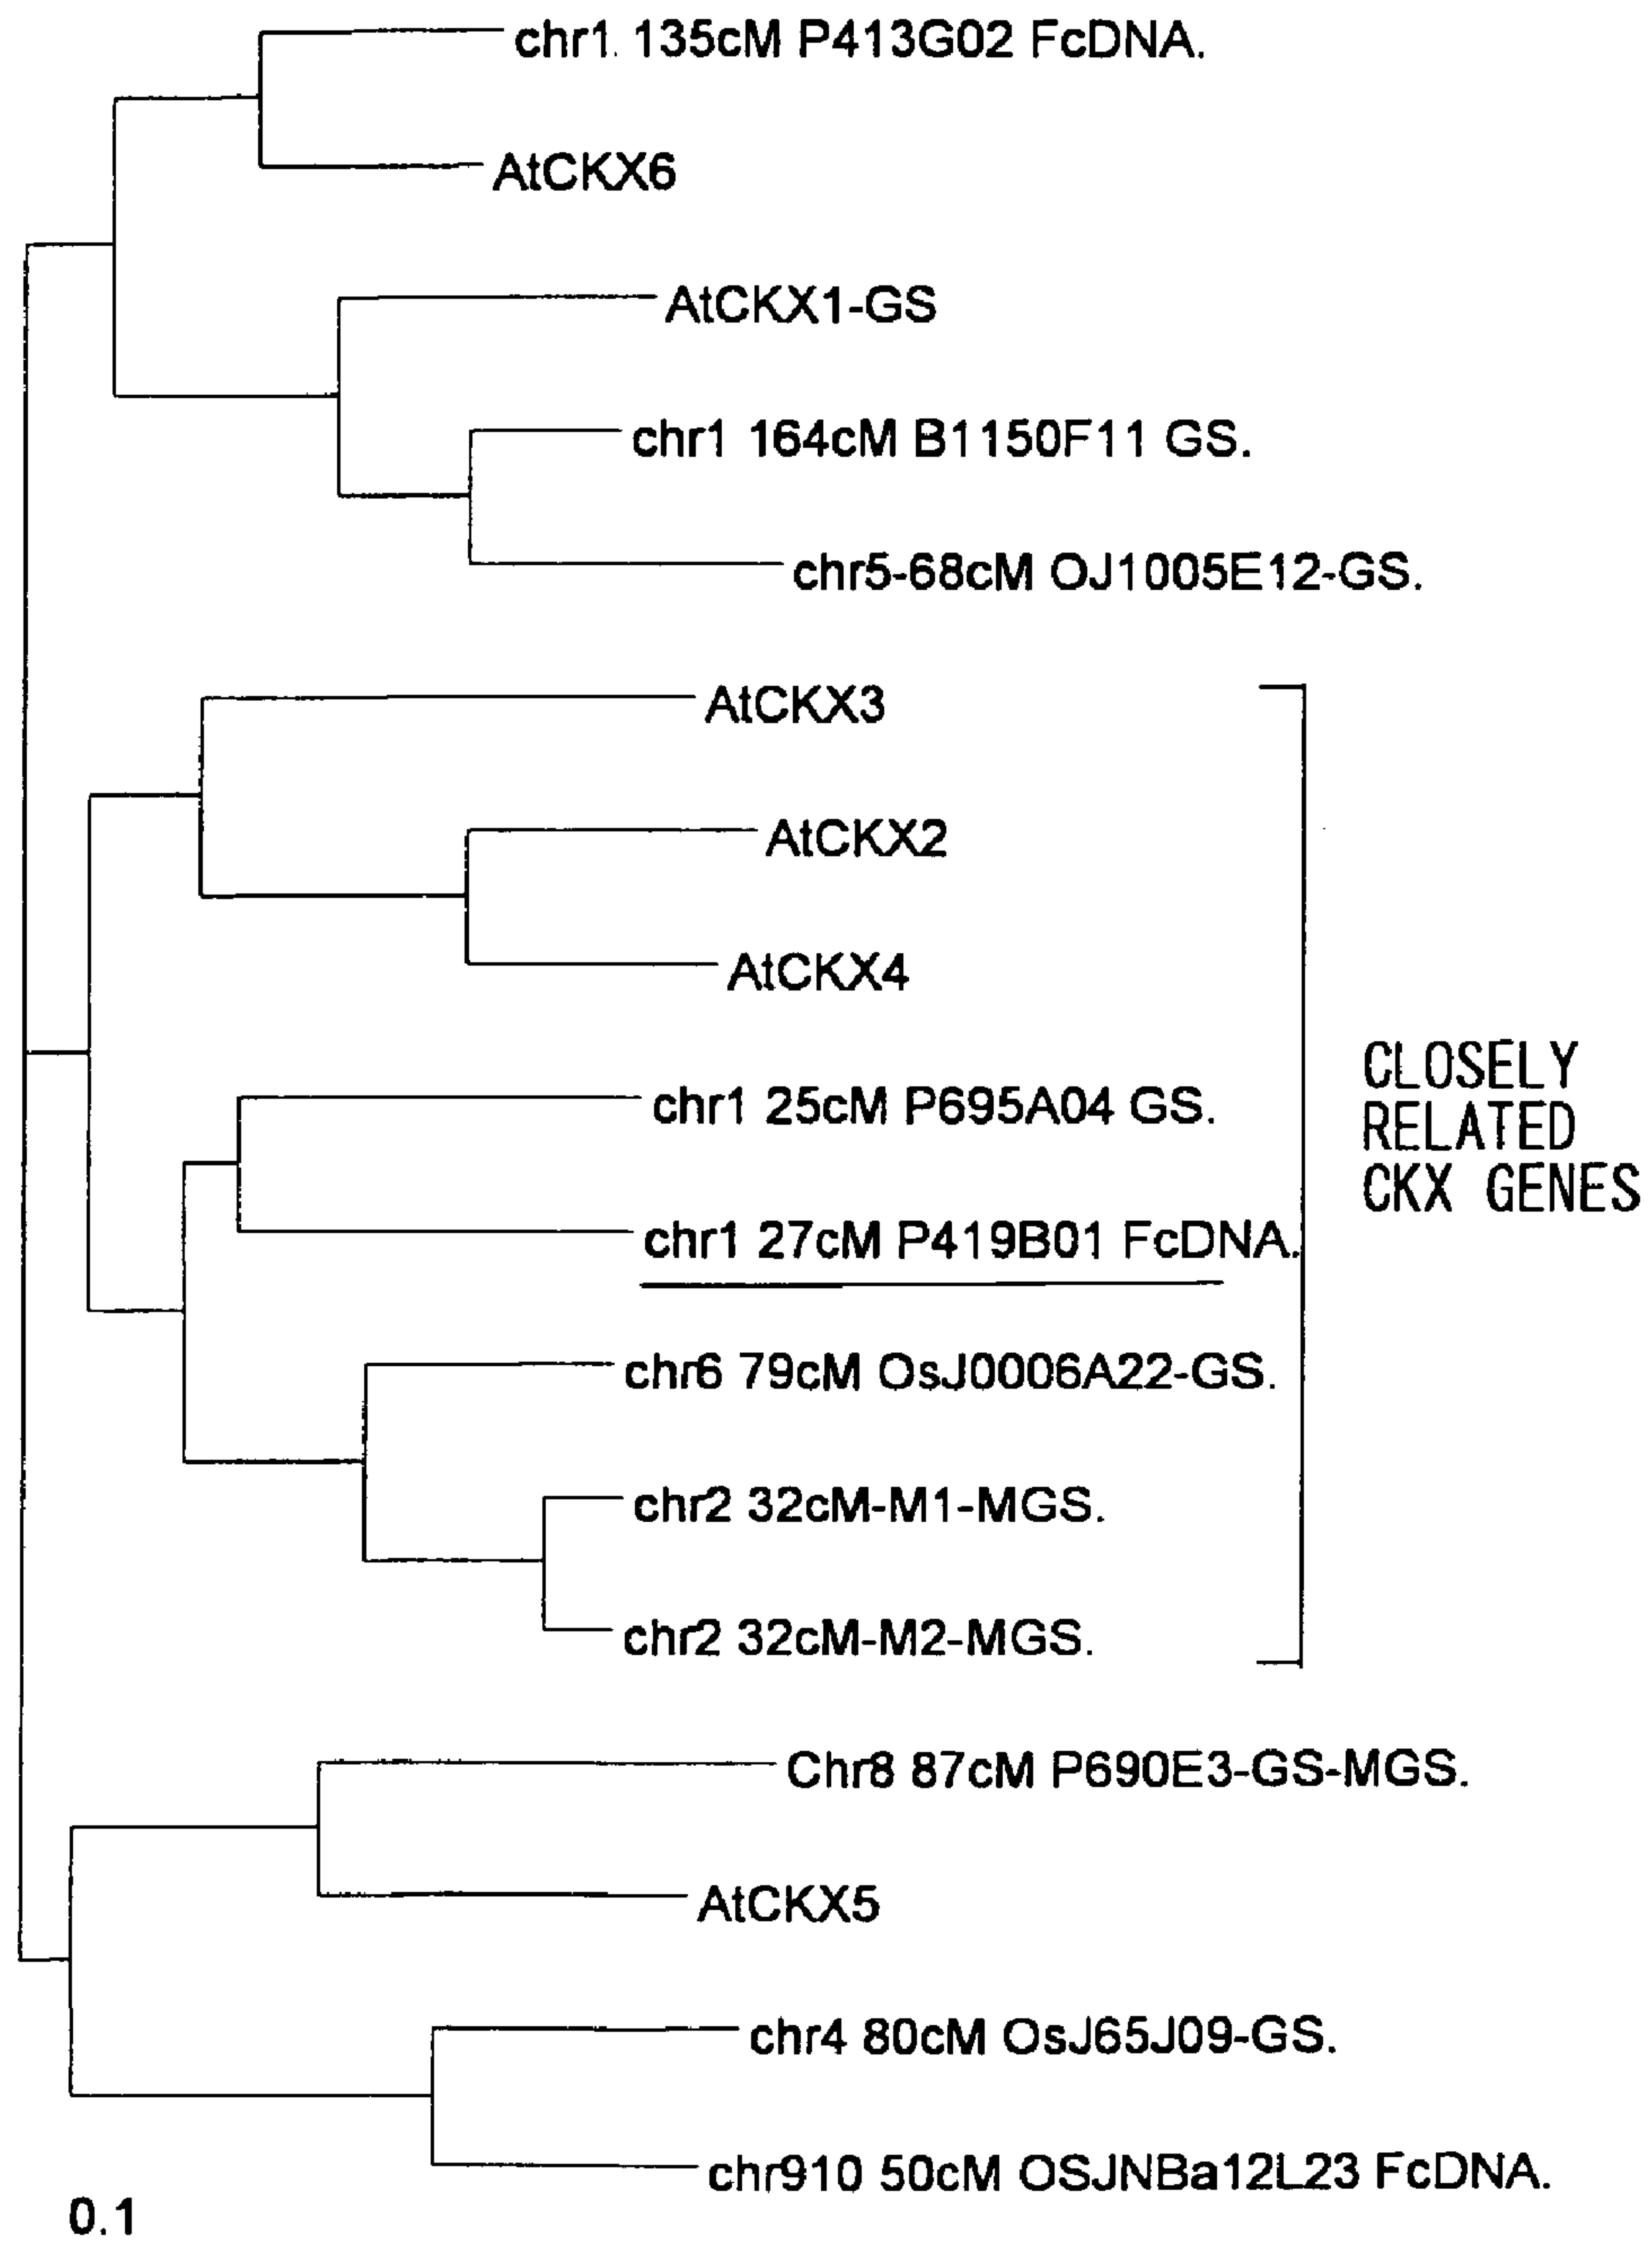 chr1 135cM P413G02 FcDNA.
AtCKX6
AtCKX1-GS
chr1 164cM B1150F11 GS.
chr5-68cM OJ1005E12-GS.
AtCKX3
AtCKX2
AtCKX4
chr1 25cM P695A04 GS.
chr1 27cM P419B01 FcDNA.
chr6 79cM OsJ0006A22-GS.
chr2 32cM-M1-MGS.
chr2 32cM-M2-MGS.
CLOSELY
RELATED
CKX GENES
Chr8 87cM P690E3-GS-MGS.
AtCKX5
chr4 80cM OsJ65J09-GS.
chr910 50cM OSJNBa12L23 FcDNA.
0.1